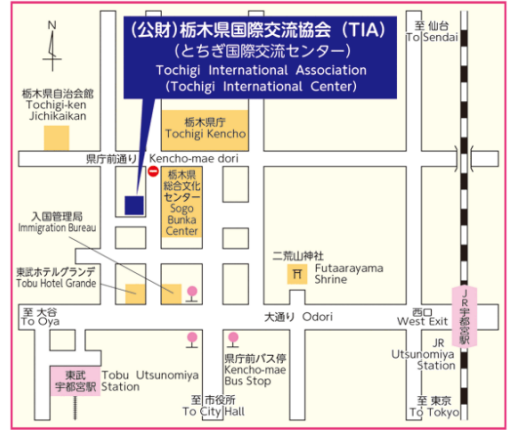 (公財)栃木県国際交流協会（TIA）
(とちぎ国際交流センター)
Tochigi International Association
(Tochigi International Center)
N
至 仙台
To Sendai
栃木県自治会館
Tochigi-ken
Jichikaikan
栃木県庁
Tochigi Kencho
県庁前通り Kencho-mae dori
栃木県
総合文化
センター
Sogo
Bunka
Center
入国管理局
Immigration Bureau
東武ホテルグランデ
Tobu Hotel Grande
二荒山神社
Futaarayama
Shrine
至 大谷
To Oya
大通り Odori
西口
West Exit
JR宇都宮駅
JR
Utsunomiya
Station
県庁前バス停
Kencho-mae
Bus Stop
東武
宇都宮駅
Tobu Utsunomiya
Station
至 市役所
To City Hall
至 東京
To Tokyo